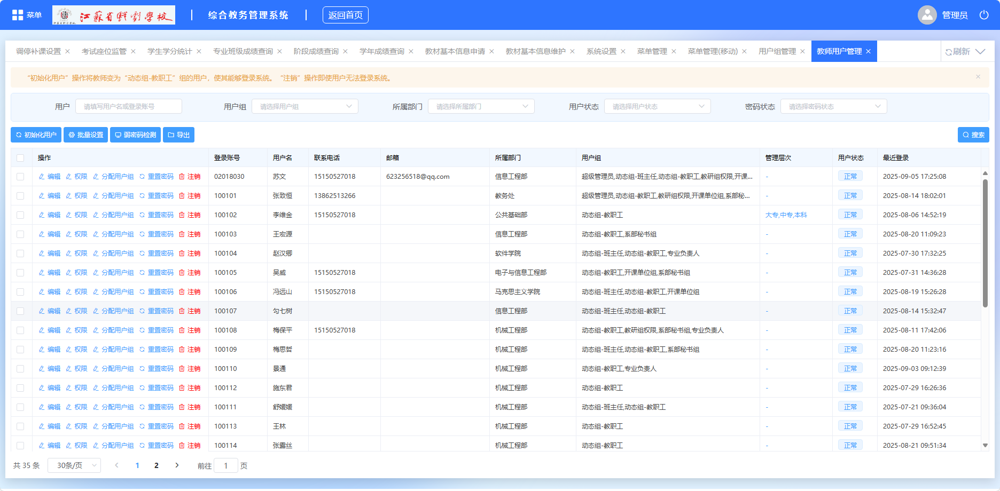 菜单 江苏省戏剧学校 综合教务管理系统 返回首页 管理员
调停补课设置 × 考试座位监管 × 学生学分统计 × 专业班级成绩查询 × 阶段成绩查询 × 学年成绩查询 × 教材基本信息申请 × 教材基本信息维护 × 系统设置 × 菜单管理 × 菜单管理(移动) × 用户组管理 × 教师用户管理 × 刷新
“初始化用户”操作将教师变为“动态组-教职工”组的用户，使其能够登录系统。“注销”操作即使用户无法登录系统。
用户 请填写用户名或登录账号 用户组 请选择用户组 所属部门 请选择所属部门 用户状态 请选择用户状态 密码状态 请选择密码状态
初始化用户 批量设置 弱密码检测 导出 搜索
操作 登录账号 用户名 联系电话 邮箱 所属部门 用户组 管理层次 用户状态 最近登录
编辑 权限 分配用户组 重置密码 注销 02018030 苏文 15150527018 623256518@qq.com 信息工程部 超级管理员,动态组-班主任,动态组-教职工,教研组权限,开课... - 正常 2025-09-05 17:25:08
编辑 权限 分配用户组 重置密码 注销 100101 张致恒 13862513266 教务处 超级管理员,动态组-教职工,教研组权限,开课单位组,系部秘... - 正常 2025-08-14 18:02:01
编辑 权限 分配用户组 重置密码 注销 100102 李维金 15150527018 公共基础部 动态组-教职工 大专,中专,本科 正常 2025-08-06 14:52:19
编辑 权限 分配用户组 重置密码 注销 100103 王宏源 信息工程部 动态组-教职工,系部秘书组 - 正常 2025-08-20 11:09:23
编辑 权限 分配用户组 重置密码 注销 100104 赵汉卿 软件学院 动态组-班主任,动态组-教职工,专业负责人 - 正常 2025-07-30 17:32:25
编辑 权限 分配用户组 重置密码 注销 100105 吴威 15150527018 电子与信息工程部 动态组-教职工,开课单位组,系部秘书组 - 正常 2025-07-31 14:36:28
编辑 权限 分配用户组 重置密码 注销 100106 冯远山 15150527018 马克思主义学院 动态组-班主任,动态组-教职工,开课单位组 - 正常 2025-08-19 15:26:28
编辑 权限 分配用户组 重置密码 注销 100107 勾七树 信息工程部 动态组-班主任,动态组-教职工 - 正常 2025-08-14 15:32:47
编辑 权限 分配用户组 重置密码 注销 100108 梅保平 15150527018 机械工程部 动态组-教职工,教研组权限,系部秘书组,专业负责人 - 正常 2025-08-11 17:42:06
编辑 权限 分配用户组 重置密码 注销 100109 梅思哲 机械工程部 动态组-班主任,动态组-教职工,系部秘书组 - 正常 2025-08-20 11:23:16
编辑 权限 分配用户组 重置密码 注销 100110 景通 机械工程部 动态组-教职工,专业负责人 - 正常 2025-09-03 09:12:39
编辑 权限 分配用户组 重置密码 注销 100112 施东君 机械工程部 动态组-教职工 - 正常 2025-07-29 16:26:36
编辑 权限 分配用户组 重置密码 注销 100111 舒媛媛 机械工程部 动态组-班主任,动态组-教职工 - 正常 2025-07-21 09:36:04
编辑 权限 分配用户组 重置密码 注销 100113 王林 机械工程部 动态组-教职工 - 正常 2025-07-29 16:52:45
编辑 权限 分配用户组 重置密码 注销 100114 张露丝 机械工程部 动态组-教职工 - 正常 2025-08-21 09:51:34
共 35 条 30条/页 1 2 前往 1 页